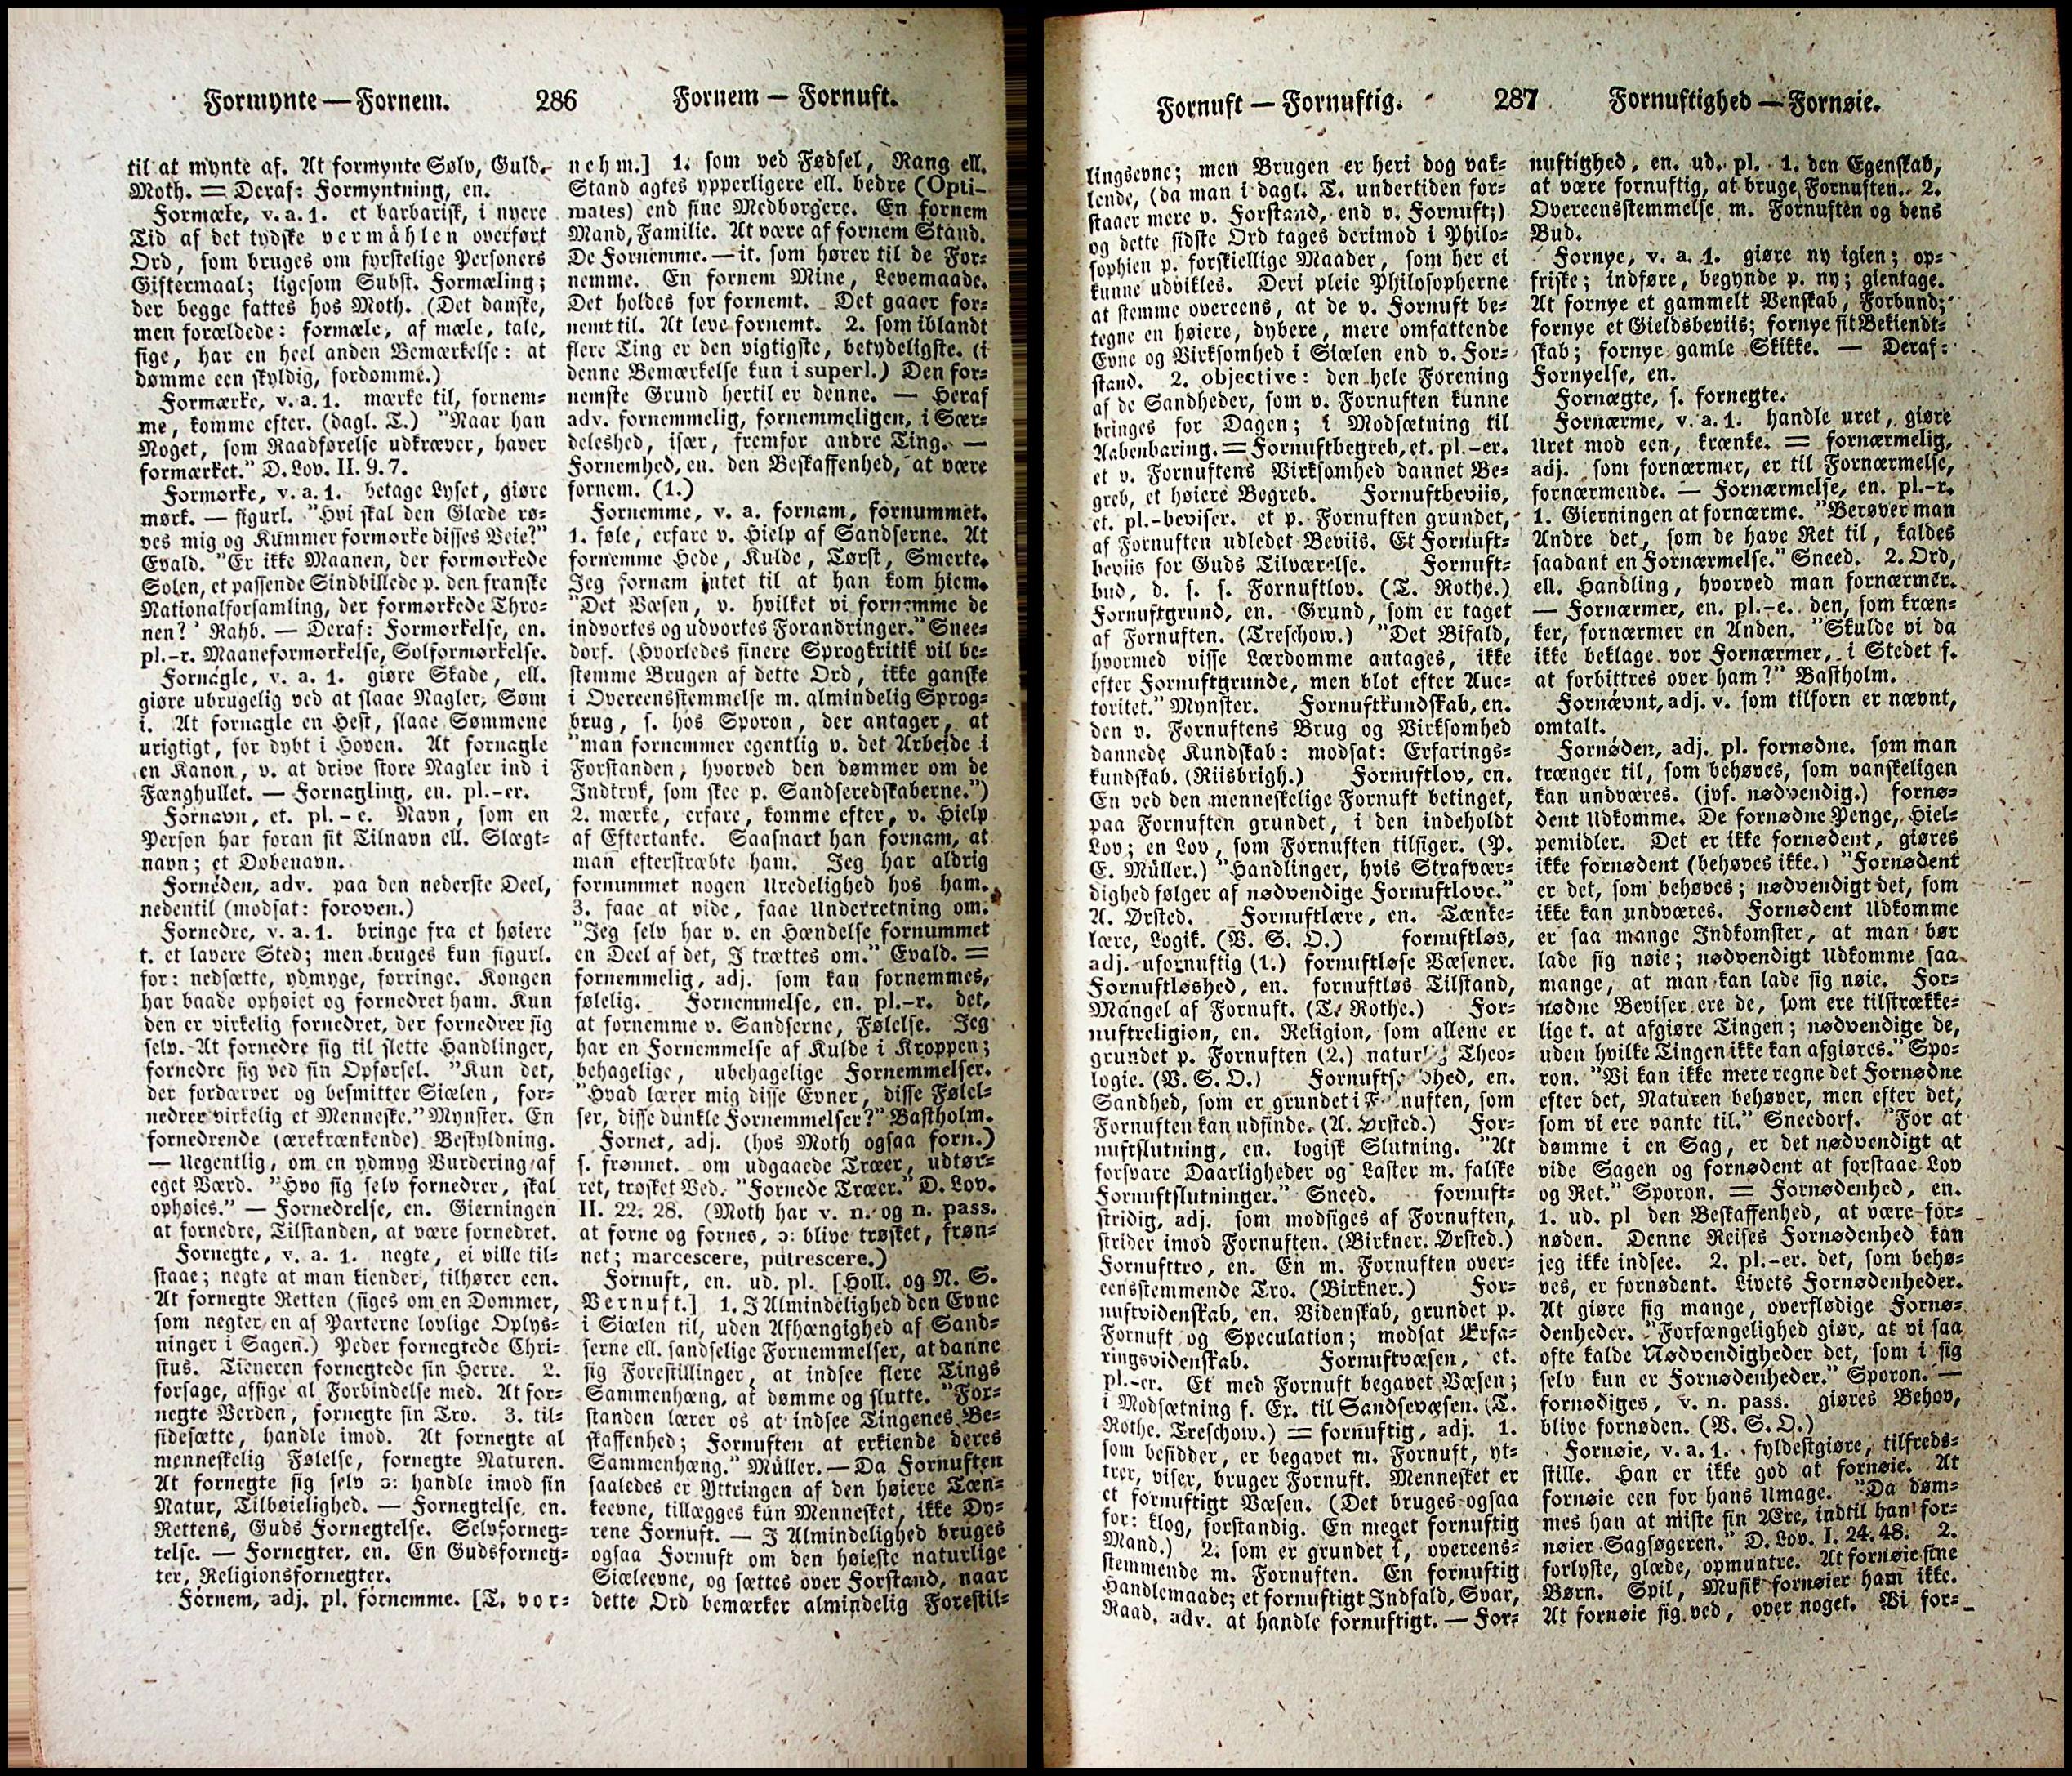 Formynte — Fornem.
286
Fornem — Fornuft.
til at mynte af. At formynte Sølv, Guld.
Moth. = Deraf: Formyntning, en.
Formæle, v. a. 1. et barbarisk, i nyere
Tid af det tydske vermählen overført
Ord, som bruges om fyrstelige Personers
Giftermaal; ligesom Subst. Formæling;
der begge fattes hos Moth. (Det danske,
men forældede: formæle, af mæle, tale,
sige, har en heel anden Bemærkelse: at
dømme een skyldig, fordømme.)
Formærke, v. a. 1. mærke til, fornem-
me, komme efter. (dagl. T.) "Naar han
Noget, som Raadførelse udkræver, haver
formærket." D. Lov. II. 9. 7.
Formørke, v. a. 1. betage Lyset, giøre
mørk. — figurl. "Hvi skal den Glæde rø-
ves mig og Kummer formørke disses Veie?"
Evald. "Er ikke Maanen, der formørkede
Solen, et passende Sindbillede p. den franske
Nationalforsamling, der formørkede Thro-
nen?" Rahb. — Deraf: Formørkelse, en.
pl.-r. Maaneformørkelse, Solformørkelse.
Fornagle, v. a. 1. giøre Skade, ell.
giøre ubrugelig ved at slaae Nagler, Søm
i. At fornagle en Hest, slaae Sømmene
urigtigt, for dybt i Hoven. At fornagle
en Kanon, v. at drive store Nagler ind i
Fænghullet. — Fornagling, en. pl.-er.
Fornavn, et. pl. - e. Navn, som en
Person har foran sit Tilnavn ell. Slægt-
navn; et Døbenavn.
Forneden, adv. paa den nederste Deel,
nedentil (modsat: foroven.)
Fornedre, v. a. 1. bringe fra et høiere
t. et lavere Sted; men bruges kun figurl.
for: nedsætte, ydmyge, forringe. Kongen
har baade ophøiet og fornedret ham. Kun
den er virkelig fornedret, der fornedrer sig
selv. At fornedre sig til slette Handlinger,
fornedre sig ved sin Opførsel. "Kun det,
der fordærver og besmitter Siælen, for-
nedrer virkelig et Menneske." Mynster. En
fornedrende (ærekrænkende) Beskyldning.
— Uegentlig, om en ydmyg Vurdering af
eget Værd. "Hvo sig selv fornedrer, skal
ophøies." — Fornedrelse, en. Gierningen
at fornedre, Tilstanden, at være fornedret.
Fornegte, v. a. 1. negte, ei ville til-
staae; negte at man kiender, tilhører een.
At fornegte Retten (siges om en Dommer,
som negter en af Parterne lovlige Oplys-
ninger i Sagen.) Peder fornegtede Chri-
stus. Tieneren fornegtede sin Herre. 2.
forsage, afsige al Forbindelse med. At for-
negte Verden, fornegte sin Tro. 3. til-
sidesætte, handle imod. At fornegte al
menneskelig Følelse, fornegte Naturen.
At fornegte sig selv ɔ: handle imod sin
Natur, Tilbøielighed. — Fornegtelse, en.
Rettens, Guds Fornegtelse. Selvforneg-
telse. — Fornegter, en. En Gudsforneg-
ter, Religionsfornegter.
Fornem, adj. pl. fornemme. [T. vor-
nehm.] 1. som ved Fødsel, Rang ell.
Stand agtes ypperligere ell. bedre (Opti-
mates) end sine Medborgere. En fornem
Mand, Familie. At være af fornem Stand.
De Fornemme. — it. som hører til de For-
nemme. En fornem Mine, Levemaade.
Det holdes for fornemt. Det gaaer for-
nemt til. At leve fornemt. 2. som iblandt
flere Ting er den vigtigste, betydeligste. (i
denne Bemærkelse kun i superl.) Den for-
nemste Grund hertil er denne. — Heraf
adv. fornemmelig, fornemmeligen, i Sær-
deleshed, især, fremfor andre Ting. —
Fornemhed, en. den Beskaffenhed, at være
fornem. (1.)
Fornemme, v. a. fornam, fornummet.
1. føle, erfare v. Hielp af Sandserne. At
fornemme Hede, Kulde, Tørst, Smerte.
Jeg fornam intet til at han kom hiem.
"Det Væsen, v. hvilket vi fornemme de
indvortes og udvortes Forandringer." Snee-
dorf. (Hvorledes finere Sprogkritik vil be-
stemme Brugen af dette Ord, ikke ganske
i Overeensstemmelse m. almindelig Sprog-
brug, s. hos Sporon, der antager, at
"man fornemmer egentlig v. det Arbeide i
Forstanden, hvorved den dømmer om de
Indtryk, som skee p. Sandseredskaberne.")
2. mærke, erfare, komme efter, v. Hielp
af Eftertanke. Saasnart han fornam, at
man efterstræbte ham. Jeg har aldrig
fornummet nogen Uredelighed hos ham.
3. faae at vide, faae Underretning om.
"Jeg selv har v. en Hændelse fornummet
en Deel af det, I trættes om." Evald. =
fornemmelig, adj. som kan fornemmes,
følelig. Fornemmelse, en. pl.-r. det,
at fornemme v. Sandserne, Følelse. Jeg
har en Fornemmelse af Kulde i Kroppen;
behagelige, ubehagelige Fornemmelser.
"Hvad lærer mig disse Evner, disse Følel-
ser, disse dunkle Fornemmelser?" Bastholm.
Fornet, adj. (hos Moth ogsaa forn.)
s. frønnet. om udgaaede Træer, udtør-
ret, trøsket Ved. "Fornede Træer." D. Lov.
II. 22. 28. (Moth har v. n. og n. pass.
at forne og fornes, ɔ: blive trøsket, frøn-
net; marcescere, putrescere.)
Fornuft, en. ud. pl. [Holl. og N. S.
Vernuft.] 1. I Almindelighed den Evne
i Siælen til, uden Afhængighed af Sand-
serne ell. sandselige Fornemmelser, at danne
sig Forestillinger, at indsee flere Tings
Sammenhæng, at dømme og slutte. "For-
standen lærer os at indsee Tingenes Be-
skaffenhed; Fornuften at erkiende deres
Sammenhæng." Müller. — Da Fornuften
saaledes er Yttringen af den høiere Tæn-
keevne, tillægges kun Mennesket, ikke Dy-
rene Fornuft. — I Almindelighed bruges
ogsaa Fornuft om den høieste naturlige
Siæleevne, og sættes over Forstand, naar
dette Ord bemærker almindelig Forestil-
Fornuft — Fornuftig.
287
Fornuftighed — Fornøie.
lingsevne; men Brugen er heri dog vak-
lende, (da man i dagl. T. undertiden for-
staaer mere v. Forstand, end v. Fornuft;)
og dette sidste Ord tages derimod i Philo-
sophien p. forskiellige Maader, som her ei
kunne udvikles. Deri pleie Philosopherne
at stemme overeens, at de v. Fornuft be-
tegne en høiere, dybere, mere omfattende
Evne og Virksomhed i Siælen end v. For-
stand. 2. objective: den hele Forening
af de Sandheder, som v. Fornuften kunne
bringes for Dagen; i Modsætning til
Aabenbaring. = Fornuftbegreb, et. pl.-er.
et v. Fornuftens Virksomhed dannet Be-
greb, et høiere Begreb. Fornuftbeviis,
et. pl.-beviser. et p. Fornuften grundet,
af Fornuften udledet Beviis. Et Fornuft-
beviis for Guds Tilværelse. Fornuft-
bud, d. s. s. Fornuftlov. (T. Rothe.)
Fornuftgrund, en. Grund, som er taget
af Fornuften. (Treschow.) "Det Bifald,
hvormed visse Lærdomme antages, ikke
efter Fornuftgrunde, men blot efter Auc-
toritet." Mynster. Fornuftkundskab, en.
den v. Fornuftens Brug og Virksomhed
dannede Kundskab: modsat: Erfarings-
kundskab. (Riisbrigh.) Fornuftlov, en.
En ved den menneskelige Fornuft betinget,
paa Fornuften grundet, i den indeholdt
Lov; en Lov, som Fornuften tilsiger. (P.
E. Müller.) "Handlinger, hvis Strafvær-
dighed følger af nødvendige Fornuftlove."
A. Ørsted. Fornuftlære, en. Tænke-
lære, Logik. (V. S. O.) fornuftløs,
adj. ufornuftig (1.) fornuftløse Væsener.
Fornuftløshed, en. fornuftløs Tilstand,
Mangel af Fornuft. (T. Rothe.) For-
nuftreligion, en. Religion, som allene er
grundet p. Fornuften (2.) naturlig Theo-
logie. (V. S. O.) Fornufts hed, en.
Sandhed, som er grundet i Fornuften, som
Fornuften kan udfinde. (A. Ørsted.) For-
nuftslutning, en. logisk Slutning. "At
forsvare Daarligheder og Laster m. falske
Fornuftslutninger." Sneed. fornuft-
stridig, adj. som modsiges af Fornuften,
strider imod Fornuften. (Birkner. Ørsted.)
Fornufttro, en. En m. Fornuften over-
eensstemmende Tro. (Birkner.) For-
nuftvidenskab, en. Videnskab, grundet p.
Fornuft og Speculation; modsat Erfa-
ringsvidenskab. Fornuftvæsen, et.
pl.-er. Et med Fornuft begavet Væsen;
i Modsætning f. Ex. til Sandsevæsen. (T.
Rothe. Treschow.) = fornuftig, adj. 1.
som besidder, er begavet m. Fornuft, yt-
trer, viser, bruger Fornuft. Mennesket er
et fornuftigt Væsen. (Det bruges ogsaa
for: klog, forstandig. En meget fornuftig
Mand.) 2. som er grundet i, overeens-
stemmende m. Fornuften. En fornuftig
Handlemaade; et fornuftigt Indfald, Svar,
Raad. adv. at handle fornuftigt. — For-
nuftighed, en. ud. pl. 1. den Egenskab,
at være fornuftig, at bruge Fornuften. 2.
Overeensstemmelse m. Fornuften og dens
Bud.
Fornye, v. a. 1. giøre ny igien; op-
friske; indføre, begynde p. ny; gientage.
At fornye et gammelt Venskab, Forbund;
fornye et Gieldsbeviis; fornye sit Bekiendt-
skab; fornye gamle Skikke. — Deraf:
Fornyelse, en.
Fornægte, s. fornegte.
Fornærme, v. a. 1. handle uret, giøre
Uret mod een, krænke. = fornærmelig,
adj. som fornærmer, er til Fornærmelse,
fornærmende. — Fornærmelse, en. pl.-r.
1. Gierningen at fornærme. "Berøver man
Andre det, som de have Ret til, kaldes
saadant en Fornærmelse." Sneed. 2. Ord,
ell. Handling, hvorved man fornærmer.
— Fornærmer, en. pl.-e. den, som kræn-
ker, fornærmer en Anden. "Skulde vi da
ikke beklage vor Fornærmer, i Stedet f.
at forbittres over ham?" Bastholm.
Fornævnt, adj. v. som tilforn er nævnt,
omtalt.
Fornøden, adj. pl. fornødne. som man
trænger til, som behøves, som vanskeligen
kan undværes. (jvf. nødvendig.) fornø-
dent Udkomme. De fornødne Penge, Hiel-
pemidler. Det er ikke fornødent, giøres
ikke fornødent (behøves ikke.) "Fornødent
er det, som behøves; nødvendigt det, som
ikke kan undværes. Fornødent Udkomme
er saa mange Indkomster, at man bør
lade sig nøie; nødvendigt Udkomme saa
mange, at man kan lade sig nøie. For-
nødne Beviser ere de, som ere tilstrække-
lige t. at afgiøre Tingen; nødvendige de,
uden hvilke Tingen ikke kan afgiøres." Spo-
ron. "Vi kan ikke mere regne det Fornødne
efter det, Naturen behøver, men efter det,
som vi ere vante til." Sneedorf. "For at
dømme i en Sag, er det nødvendigt at
vide Sagen og fornødent at forstaae Lov
og Ret." Sporon. = Fornødenhed, en.
1. ud. pl den Beskaffenhed, at være for-
nøden. Denne Reises Fornødenhed kan
jeg ikke indsee. 2. pl.-er. det, som behø-
ves, er fornødent. Livets Fornødenheder.
At giøre sig mange, overflødige Fornø-
denheder. "Forfængelighed giør, at vi saa
ofte kalde Nødvendigheder det, som i sig
selv kun er Fornødenheder." Sporon. —
fornødiges, v. n. pass. giøres Behov,
blive fornøden. (V. S. O.)
Fornøie, v. a. 1. fyldestgiøre, tilfreds-
stille. Han er ikke god at fornøie. At
fornøie een for hans Umage. "Da døm-
mes han at miste sin Ære, indtil han for-
nøier Sagsøgeren." D. Lov. I. 24. 48. 2.
forlyste, glæde, opmuntre. At fornøie sine
Børn. Spil, Musik fornøier ham ikke.
At fornøie sig ved, over noget. Vi for-